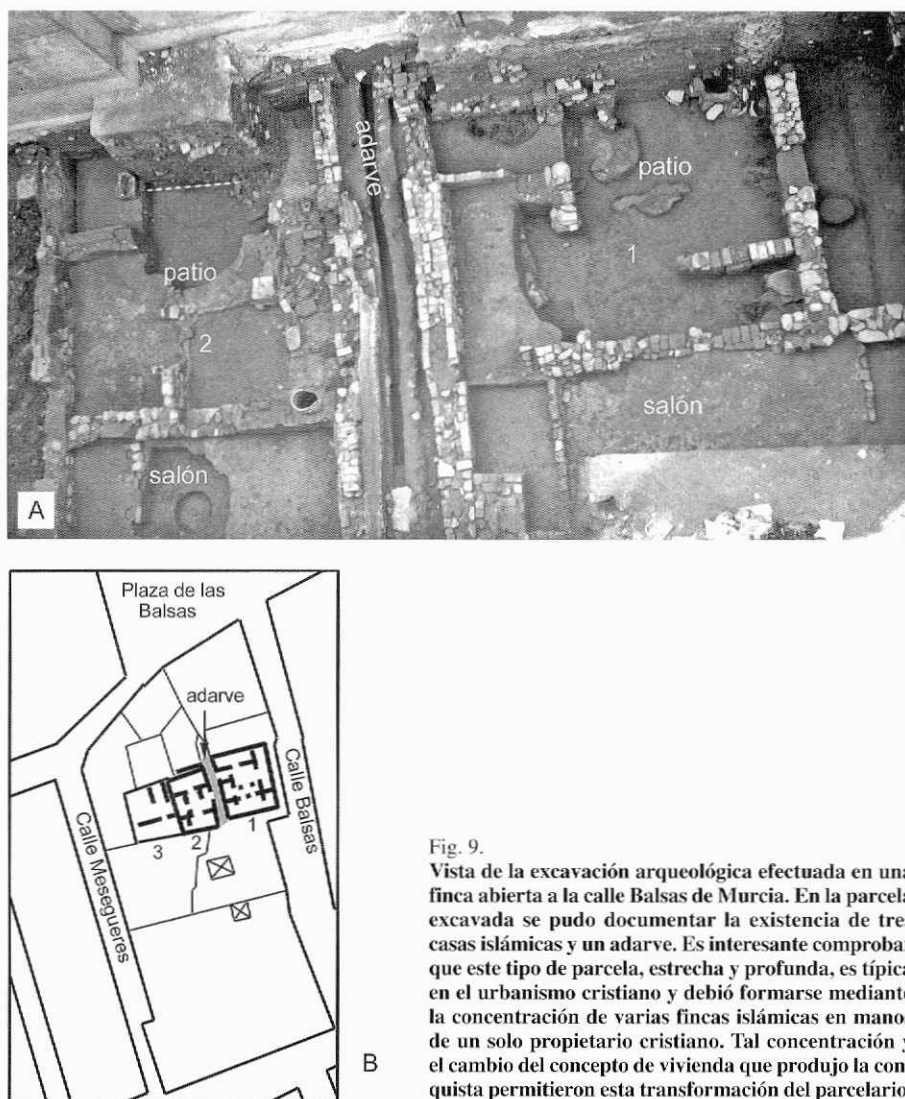 adarve
patio
patio
1
2
salón
salón
A
Plaza de las
Balsas
adarve
Calle Balsas
Calle Mesegueres
3
2
1
B
Fig. 9.
Vista de la excavación arqueológica efectuada en una
finca abierta a la calle Balsas de Murcia. En la parcela
excavada se pudo documentar la existencia de tre
casas islámicas y un adarve. Es interesante comproba
que este tipo de parcela, estrecha y profunda, es típica
en el urbanismo cristiano y debió formarse mediante
la concentración de varias fincas islámicas en mano
de un solo propietario cristiano. Tal concentración y
el cambio del concepto de vivienda que produjo la con
quista permitieron esta transformación del parcelario